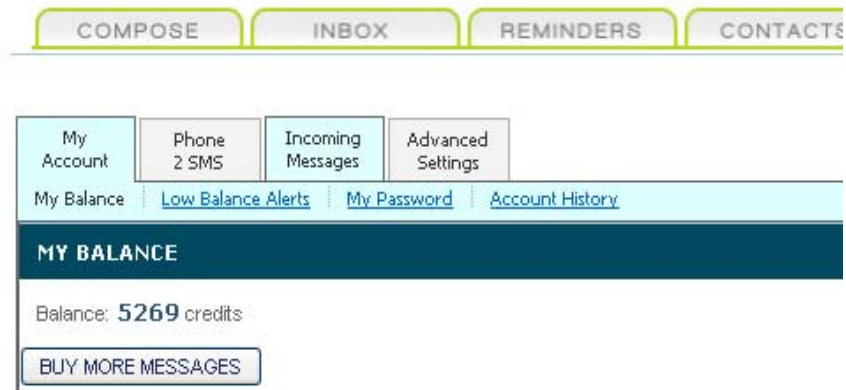 COMPOSE INBOX REMINDERS CONTACTS
My Account Phone 2 SMS Incoming Messages Advanced Settings
My Balance Low Balance Alerts My Password Account History
MY BALANCE
Balance: 5269 credits
BUY MORE MESSAGES